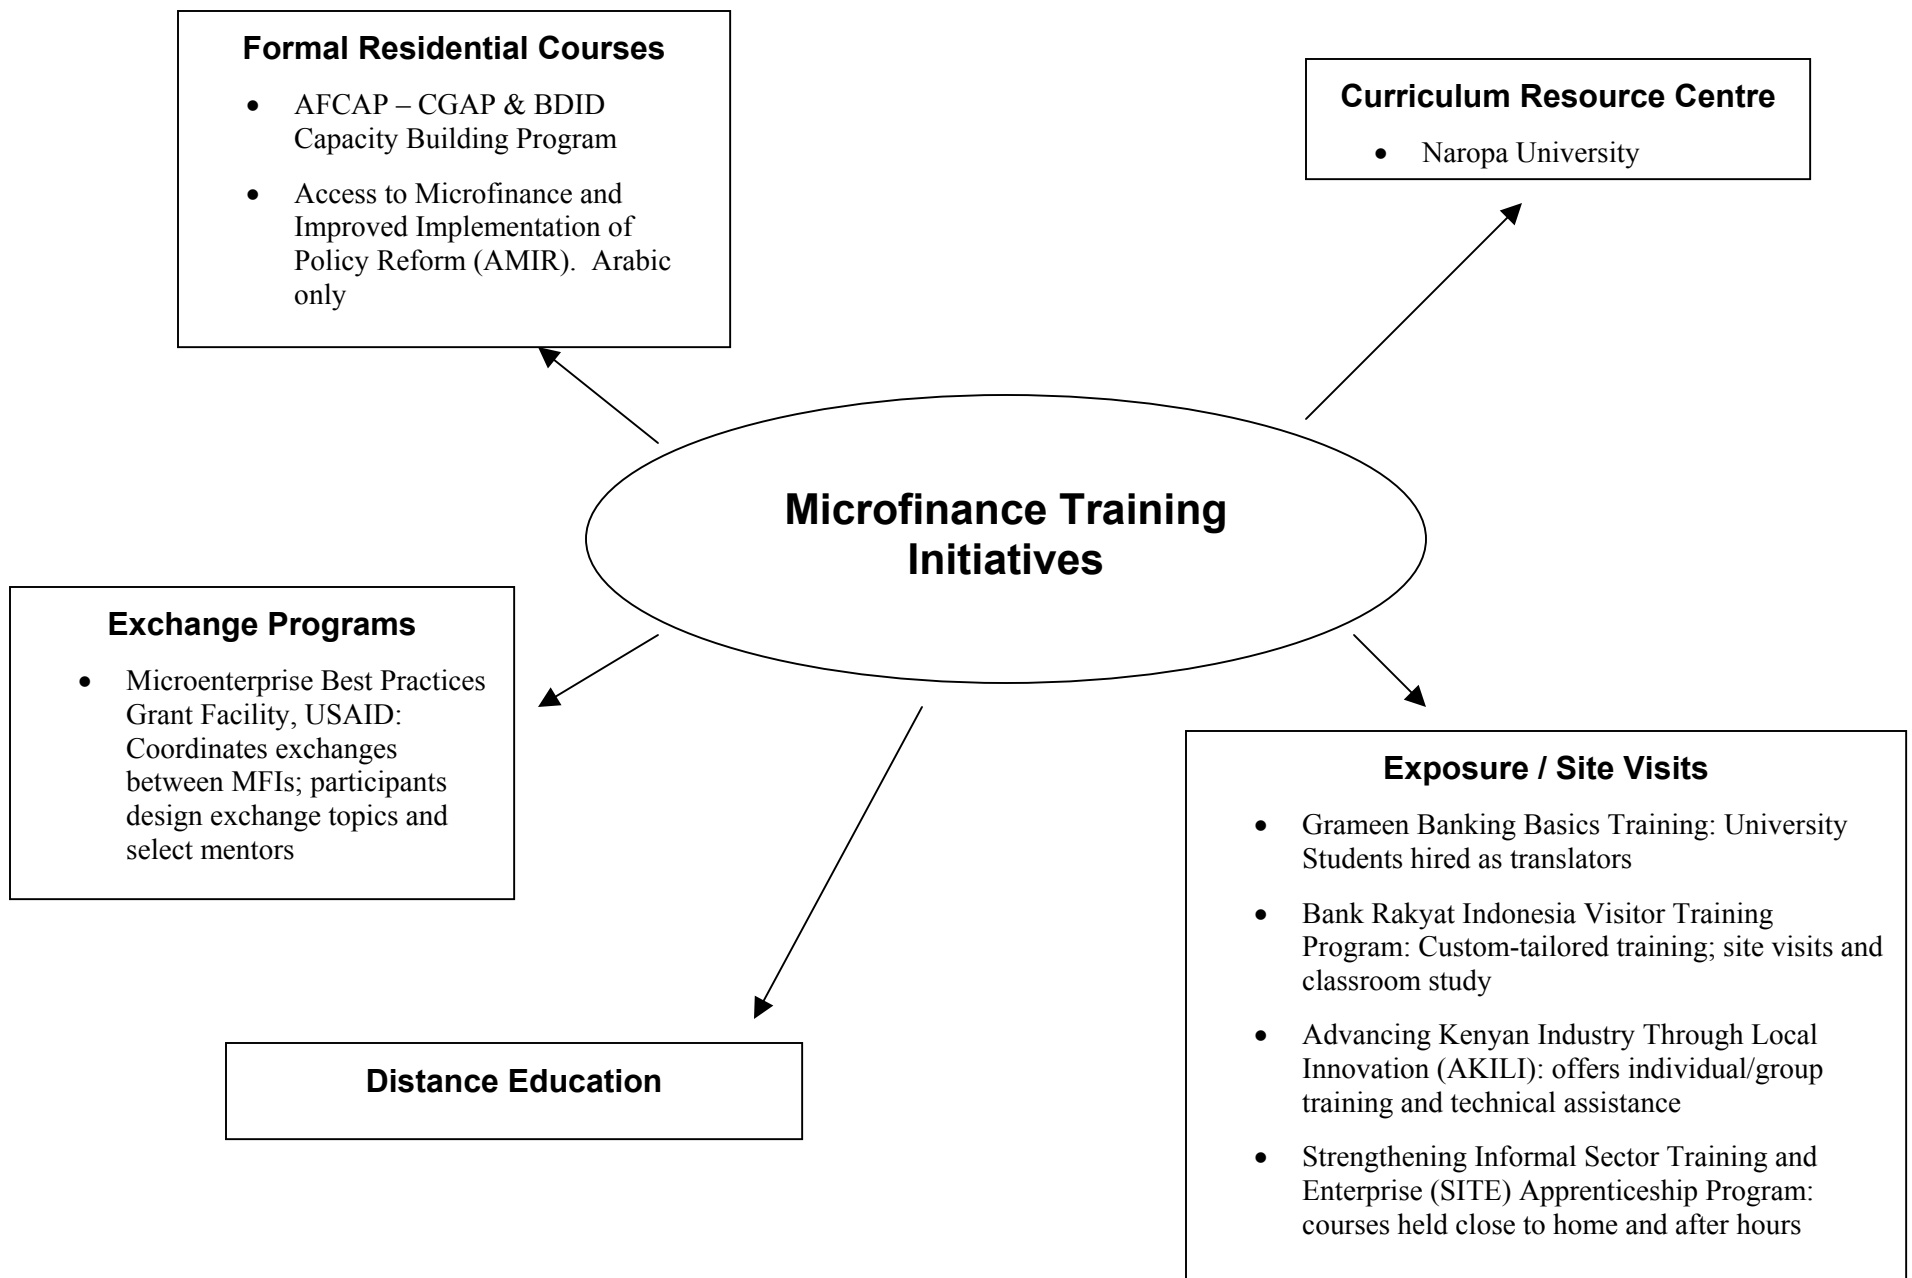 Formal Residential Courses
• AFCAP – CGAP & BDID
Capacity Building Program
• Access to Microfinance and
Improved Implementation of
Policy Reform (AMIR).  Arabic
only
Curriculum Resource Centre
• Naropa University
Microfinance Training
Initiatives
Exchange Programs
• Microenterprise Best Practices
Grant Facility, USAID:
Coordinates exchanges
between MFIs; participants
design exchange topics and
select mentors
Distance Education
Exposure / Site Visits
• Grameen Banking Basics Training: University
Students hired as translators
• Bank Rakyat Indonesia Visitor Training
Program: Custom-tailored training; site visits and
classroom study
• Advancing Kenyan Industry Through Local
Innovation (AKILI): offers individual/group
training and technical assistance
• Strengthening Informal Sector Training and
Enterprise (SITE) Apprenticeship Program:
courses held close to home and after hours